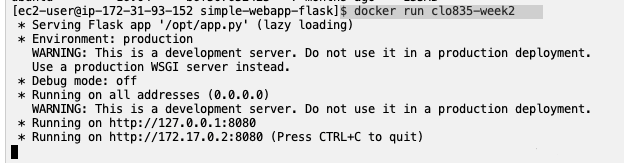 [ec2-user@ip-172-31-93-152 simple-webapp-flask]$ docker run clo835-week2
* Serving Flask app '/opt/app.py' (lazy loading)
* Environment: production
WARNING: This is a development server. Do not use it in a production deployment.
Use a production WSGI server instead.
* Debug mode: off
* Running on all addresses (0.0.0.0)
WARNING: This is a development server. Do not use it in a production deployment.
* Running on http://127.0.0.1:8080
* Running on http://172.17.0.2:8080 (Press CTRL+C to quit)